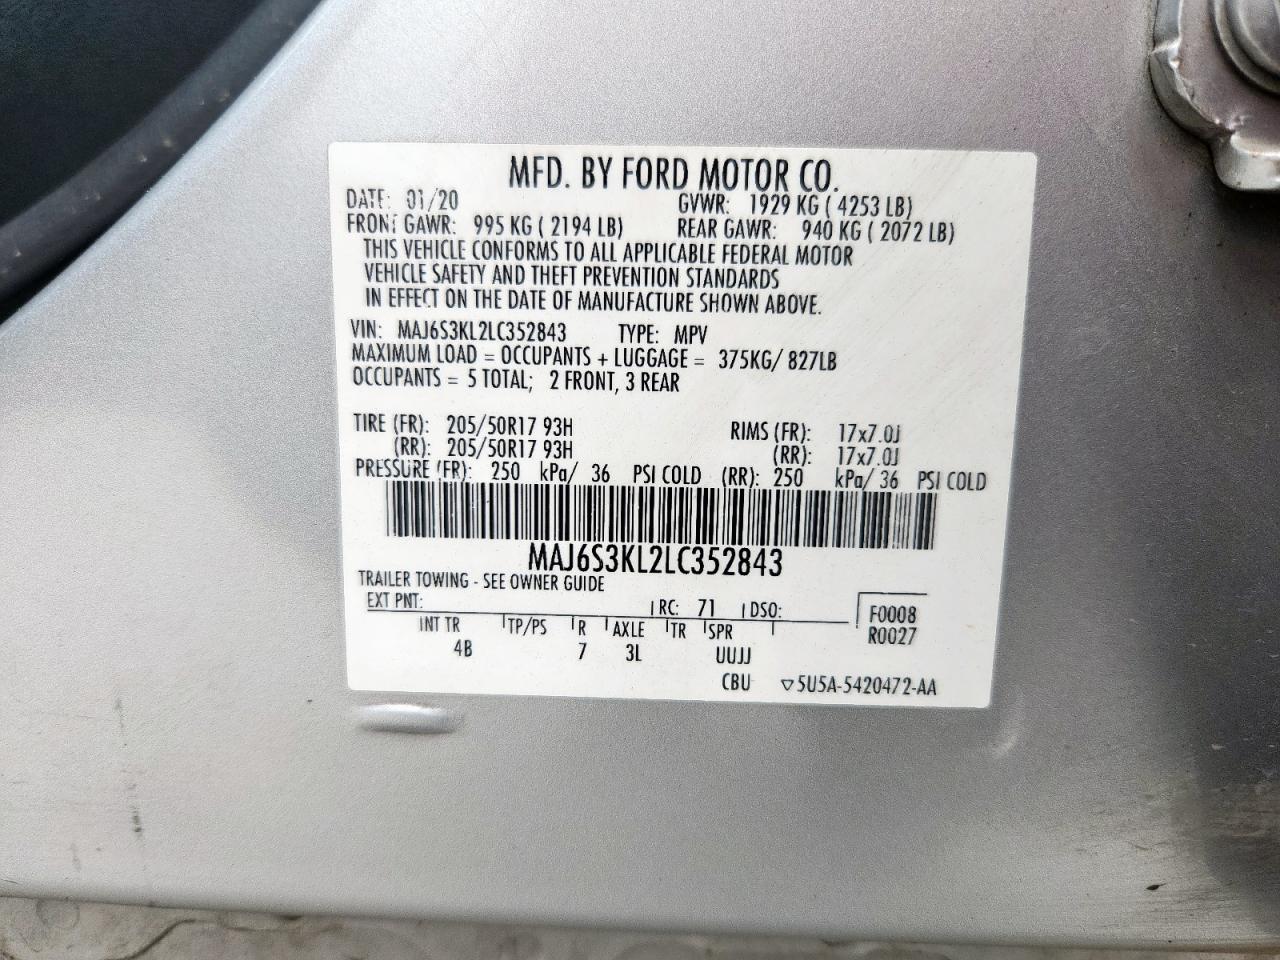 MFD. BY FORD MOTOR CO.
DATE: 01/20 GVWR: 1929 KG ( 4253 LB)
FRONT GAWR: 995 KG ( 2194 LB) REAR GAWR: 940 KG ( 2072 LB)
THIS VEHICLE CONFORMS TO ALL APPLICABLE FEDERAL MOTOR
VEHICLE SAFETY AND THEFT PREVENTION STANDARDS
IN EFFECT ON THE DATE OF MANUFACTURE SHOWN ABOVE.
VIN: MAJ6S3KL2LC352843 TYPE: MPV
MAXIMUM LOAD = OCCUPANTS + LUGGAGE = 375KG/ 827LB
OCCUPANTS = 5 TOTAL; 2 FRONT, 3 REAR
TIRE (FR): 205/50R17 93H RIMS (FR): 17x7.0J
(RR): 205/50R17 93H (RR): 17x7.0J
PRESSURE (FR): 250 kPa/ 36 PSI COLD (RR): 250 kPa/ 36 PSI COLD
MAJ6S3KL2LC352843
TRAILER TOWING - SEE OWNER GUIDE
EXT PNT: RC: 71 DSO: F0008
INT TR TP/PS R AXLE TR SPR R0027
4B 7 3L UUJJ
CBU ▽5U5A-5420472-AA